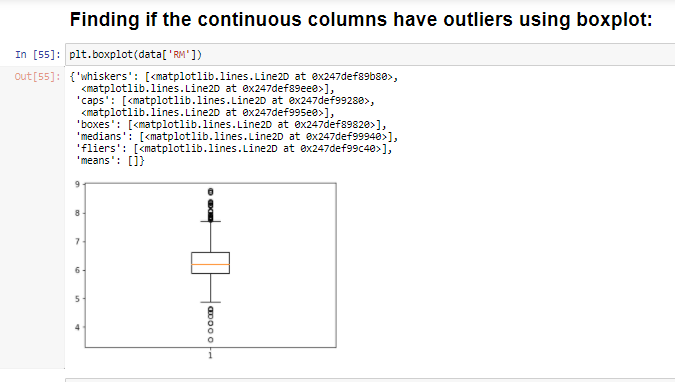 Finding if the continuous columns have outliers using boxplot:
In [55]: plt.boxplot(data['RM'])
Out[55]: {'whiskers': [<matplotlib.lines.Line2D at 0x247def89b80>,
<matplotlib.lines.Line2D at 0x247def89ee0>],
'caps': [<matplotlib.lines.Line2D at 0x247def99280>,
<matplotlib.lines.Line2D at 0x247def995e0>],
'boxes': [<matplotlib.lines.Line2D at 0x247def89820>],
'medians': [<matplotlib.lines.Line2D at 0x247def99940>],
'fliers': [<matplotlib.lines.Line2D at 0x247def99c40>],
'means': []}
9
8
7
6
5
4
1